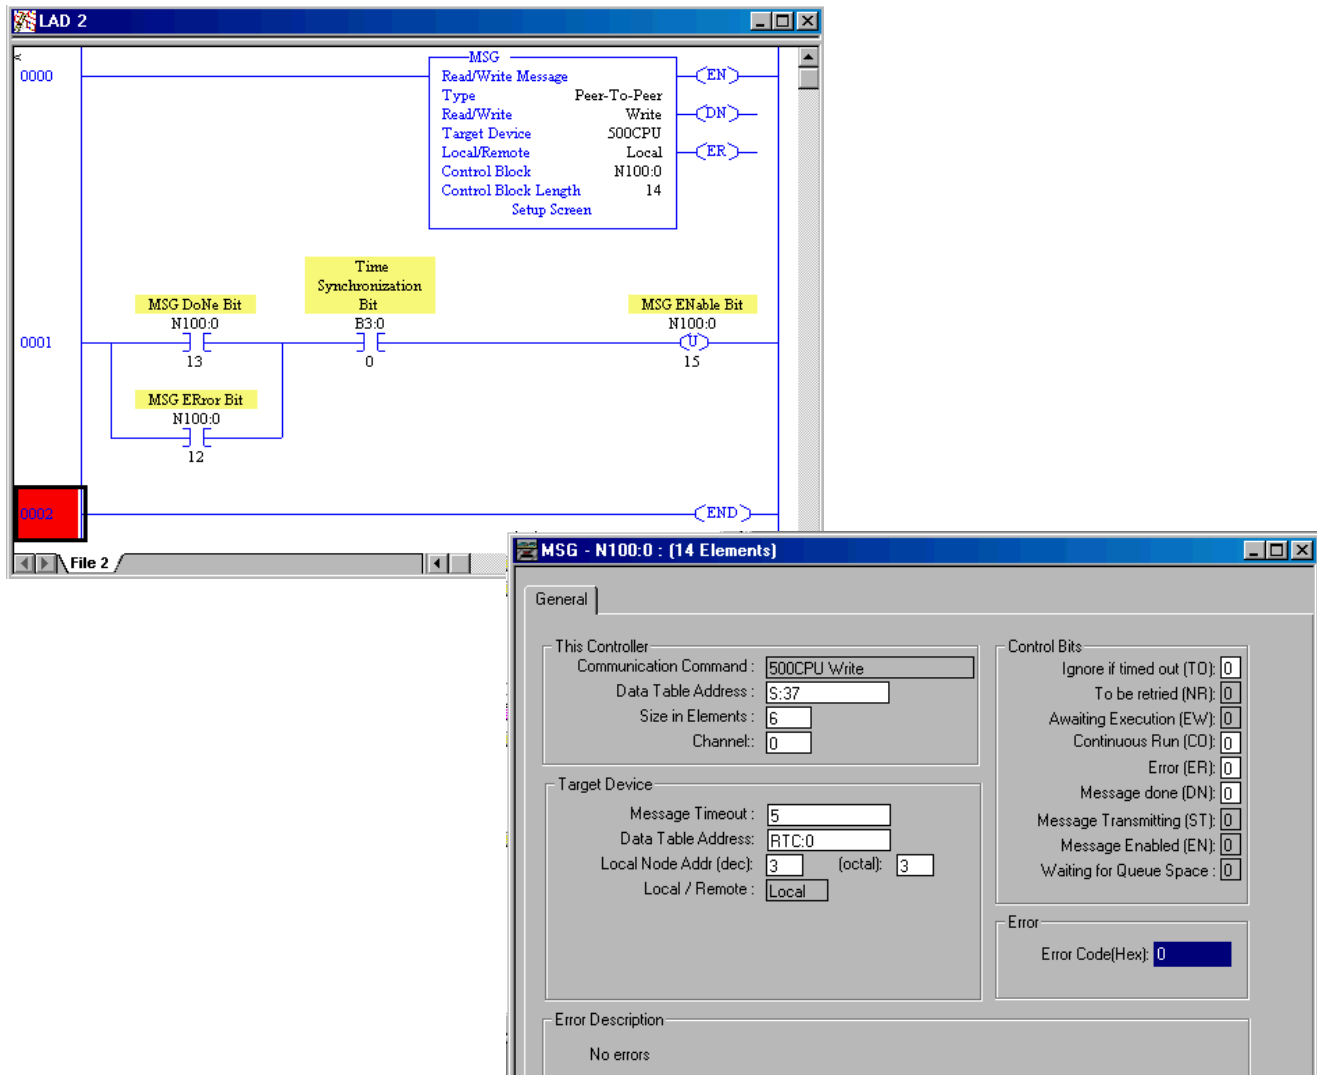 LAD 2
0000
MSG
Read/Write Message
Type Peer-To-Peer
Read/Write Write
Target Device 500CPU
Local/Remote Local
Control Block N100:0
Control Block Length 14
Setup Screen
EN
DN
ER
0001
MSG DoNe Bit
N100:0
13
MSG ERror Bit
N100:0
12
Time
Synchronization
Bit
B3:0
0
MSG ENable Bit
N100:0
U
15
0002
END
File 2
MSG - N100:0 : (14 Elements)
General
This Controller
Communication Command : 500CPU Write
Data Table Address : S:37
Size in Elements : 6
Channel:: 0
Target Device
Message Timeout : 5
Data Table Address: RTC:0
Local Node Addr (dec): 3 (octal): 3
Local / Remote : Local
Control Bits
Ignore if timed out (TO): 0
To be retried (NR): 0
Awaiting Execution (EW): 0
Continuous Run (CO): 0
Error (ER): 0
Message done (DN): 0
Message Transmitting (ST): 0
Message Enabled (EN): 0
Waiting for Queue Space : 0
Error
Error Code(Hex): 0
Error Description
No errors